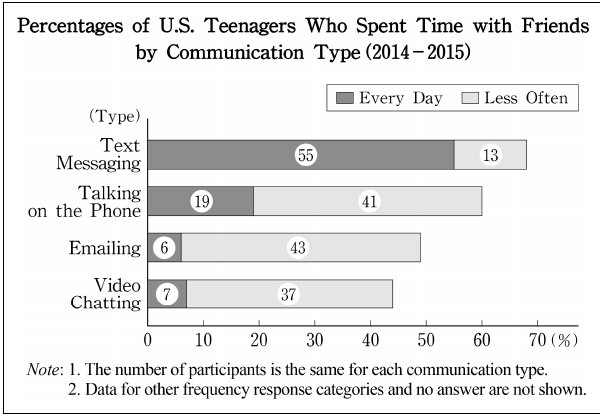 Percentages of U.S. Teenagers Who Spent Time with Friends
by Communication Type (2014－2015)
Every Day
Less Often
(Type)
Text
Messaging
55
13
Talking
on the Phone
19
41
Emailing
6
43
Video
Chatting
7
37
0 10 20 30 40 50 60 70 (%)
Note: 1. The number of participants is the same for each communication type.
2. Data for other frequency response categories and no answer are not shown.